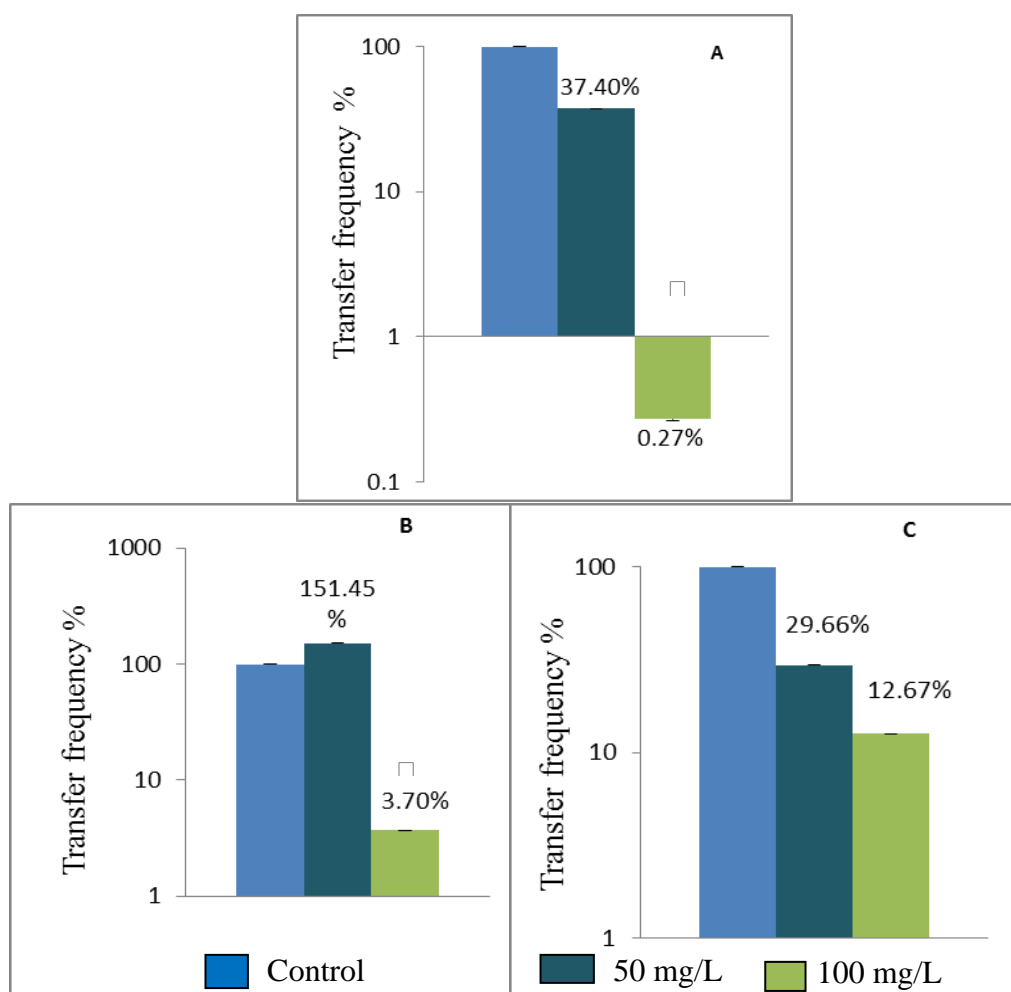 A
Transfer frequency %
100
10
1
0.1
37.40%
0.27%
B
Transfer frequency %
1000
100
10
1
151.45
%
3.70%
C
Transfer frequency %
100
10
1
29.66%
12.67%
Control
50 mg/L
100 mg/L